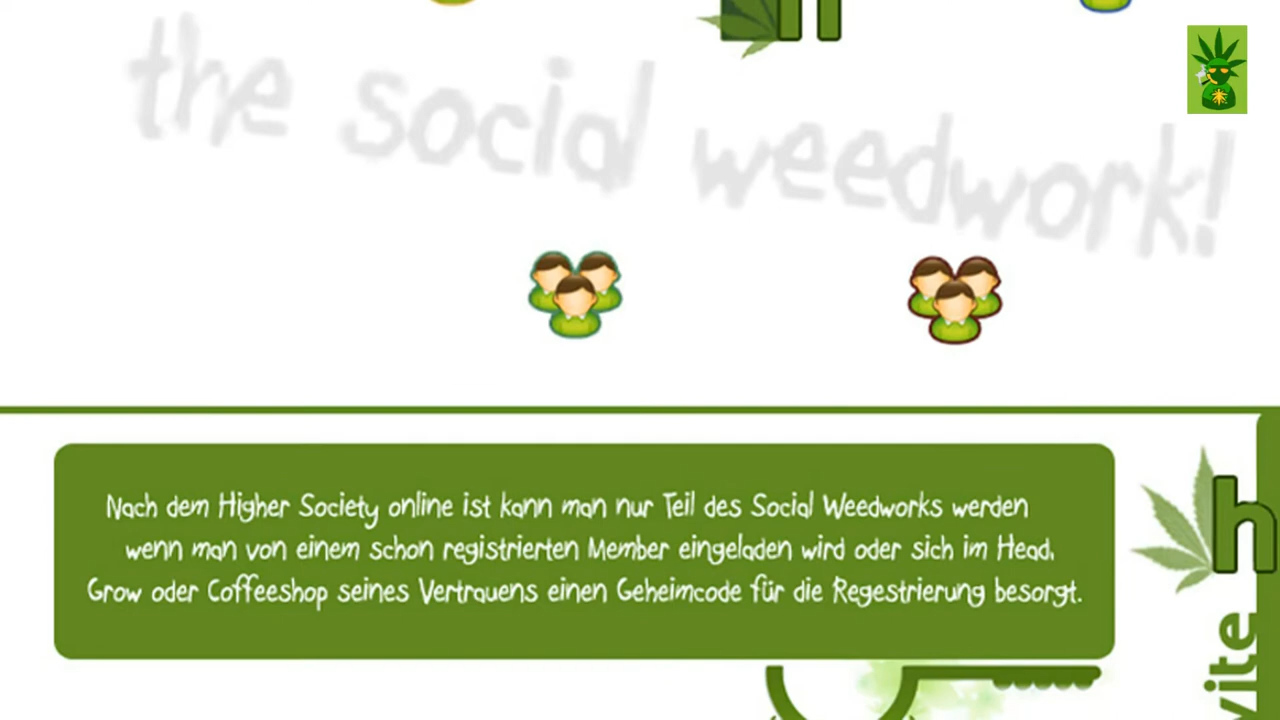 the social weedwork!
Nach dem Higher Society online ist kann man nur Teil des Social Weedworks werden
wenn man von einem schon registrierten Member eingeladen wird oder sich im Head,
Grow oder Coffeeshop seines Vertrauens einen Geheimcode für die Regestrierung besorgt.
h
vite